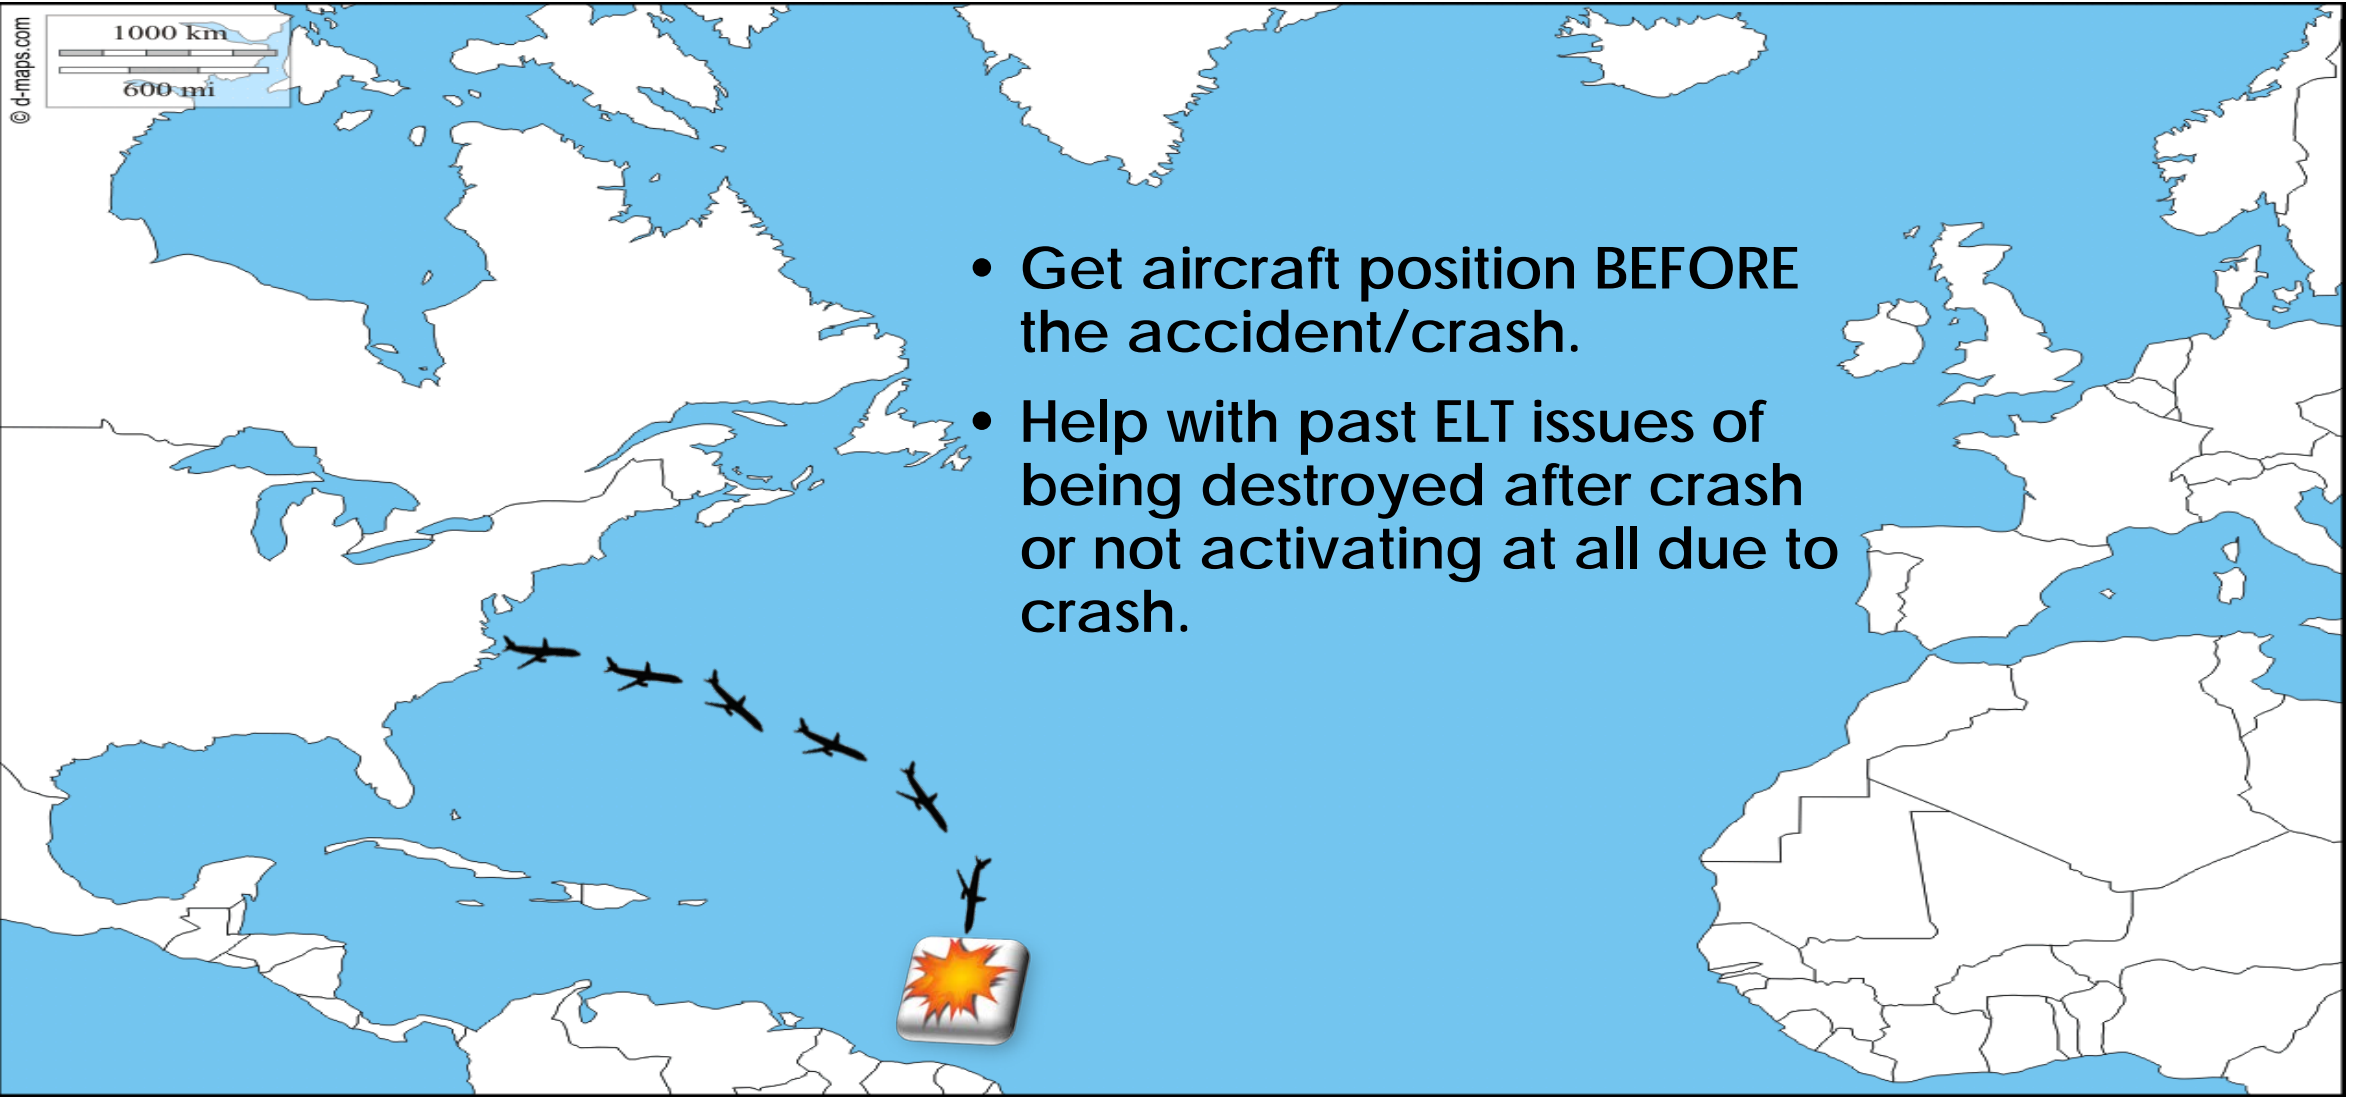 © d-maps.com
1000 km
600 mi
• Get aircraft position BEFORE
the accident/crash.
• Help with past ELT issues of
being destroyed after crash
or not activating at all due to
crash.